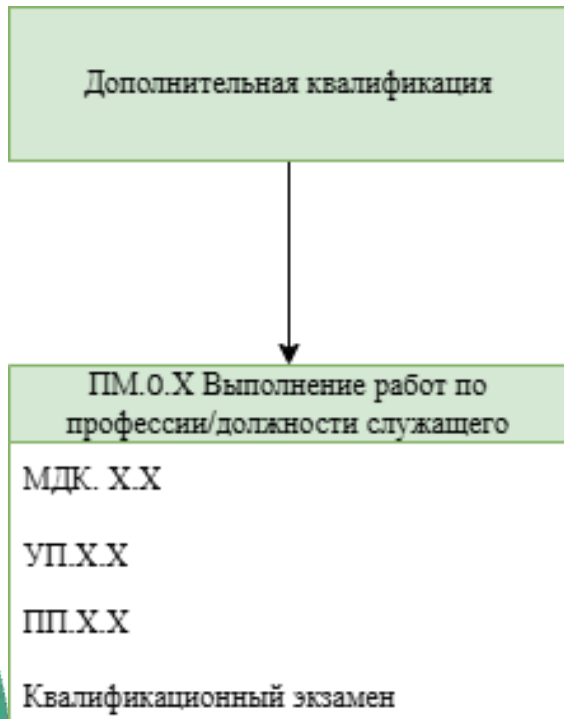 Дополнительная квалификация
ПМ.0.X Выполнение работ по
профессии/должности служащего
МДК. X.X
УП.X.X
ПП.X.X
Квалификационный экзамен